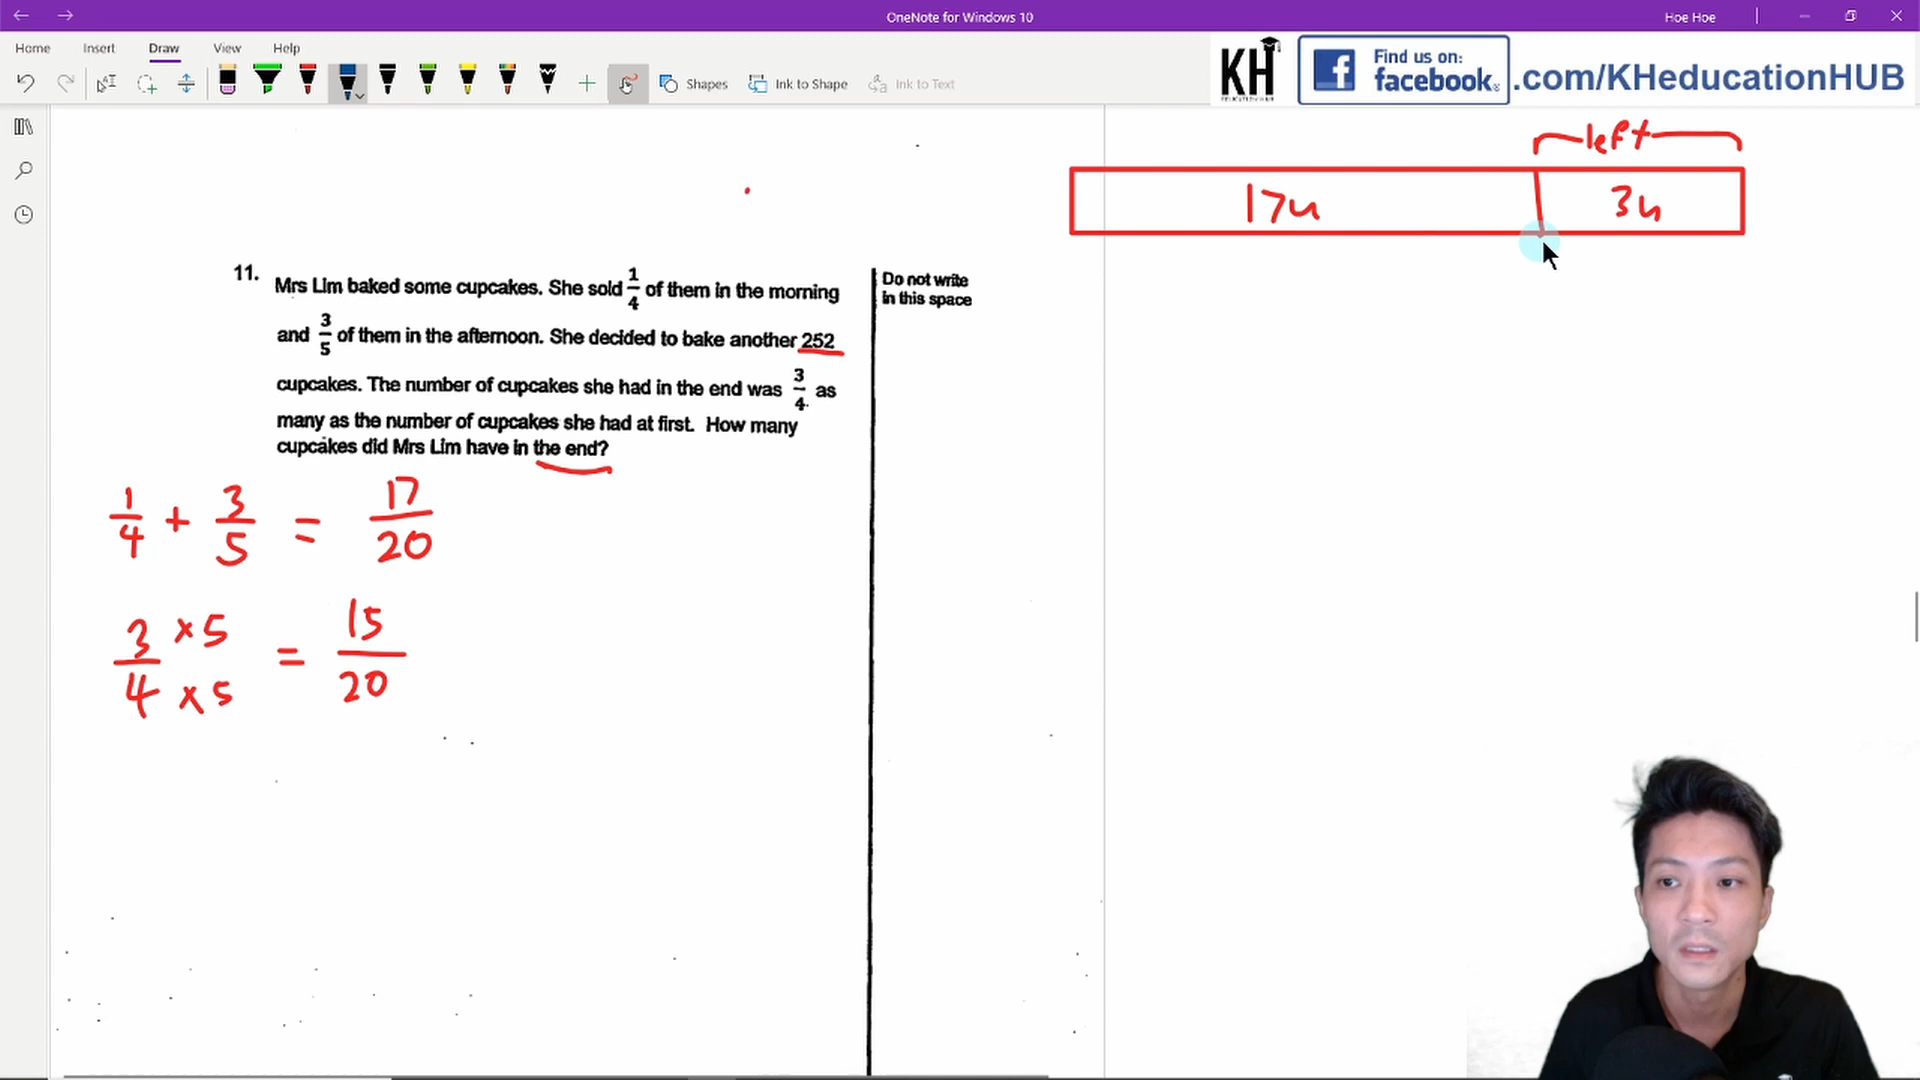 OneNote for Windows 10
Hoe Hoe
Home Insert Draw View Help
Shapes Ink to Shape Ink to Text
KH
EDUCATION HUB
Find us on:
facebook.
.com/KHeducationHUB
left
17u 3u
11. Mrs Lim baked some cupcakes. She sold 1/4 of them in the morning
and 3/5 of them in the afternoon. She decided to bake another 252
cupcakes. The number of cupcakes she had in the end was 3/4 as
many as the number of cupcakes she had at first. How many
cupcakes did Mrs Lim have in the end?
Do not write
in this space
1/4 + 3/5 = 17/20
3/4 ×5 ×5 = 15/20